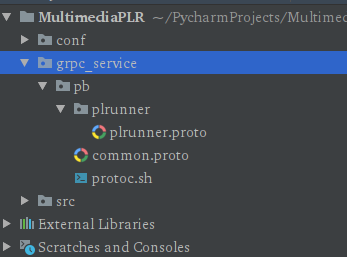 MultimediaPLR ~/PycharmProjects/Multimed
conf
grpc_service
pb
plrunner
plrunner.proto
common.proto
protoc.sh
src
External Libraries
Scratches and Consoles